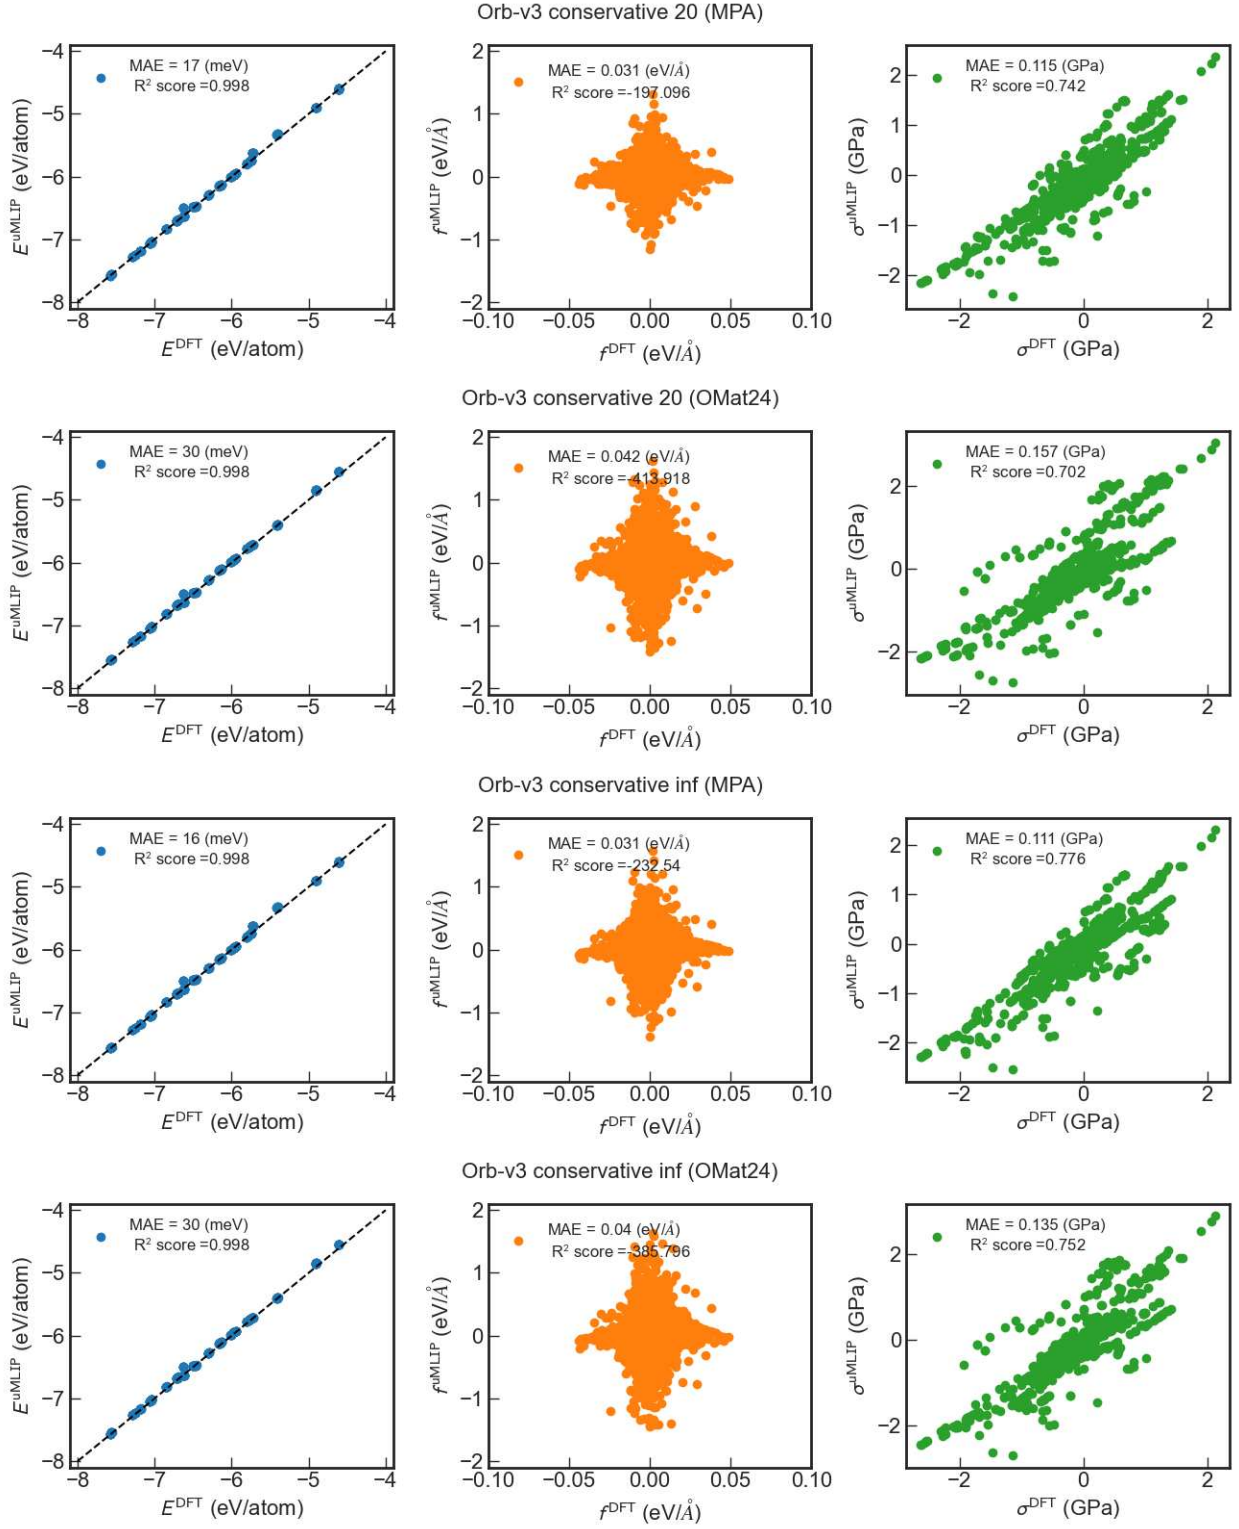 Orb-v3 conservative 20 (MPA)
MAE = 17 (meV)
R² score =0.998
−4
−5
−6
−7
−8
E^uMLIP (eV/atom)
−8 −7 −6 −5 −4
E^DFT (eV/atom)
MAE = 0.031 (eV/Å)
R² score =-197.096
2
1
0
−1
−2
f^uMLIP (eV/Å)
−0.10 −0.05 0.00 0.05 0.10
f^DFT (eV/Å)
MAE = 0.115 (GPa)
R² score =0.742
2
1
0
−1
−2
σ^uMLIP (GPa)
−2 0 2
σ^DFT (GPa)
Orb-v3 conservative 20 (OMat24)
MAE = 30 (meV)
R² score =0.998
−4
−5
−6
−7
−8
E^uMLIP (eV/atom)
−8 −7 −6 −5 −4
E^DFT (eV/atom)
MAE = 0.042 (eV/Å)
R² score =-413.918
2
1
0
−1
−2
f^uMLIP (eV/Å)
−0.10 −0.05 0.00 0.05 0.10
f^DFT (eV/Å)
MAE = 0.157 (GPa)
R² score =0.702
2
0
−2
σ^uMLIP (GPa)
−2 0 2
σ^DFT (GPa)
Orb-v3 conservative inf (MPA)
MAE = 16 (meV)
R² score =0.998
−4
−5
−6
−7
−8
E^uMLIP (eV/atom)
−8 −7 −6 −5 −4
E^DFT (eV/atom)
MAE = 0.031 (eV/Å)
R² score =-232.54
2
1
0
−1
−2
f^uMLIP (eV/Å)
−0.10 −0.05 0.00 0.05 0.10
f^DFT (eV/Å)
MAE = 0.111 (GPa)
R² score =0.776
2
1
0
−1
−2
σ^uMLIP (GPa)
−2 0 2
σ^DFT (GPa)
Orb-v3 conservative inf (OMat24)
MAE = 30 (meV)
R² score =0.998
−4
−5
−6
−7
−8
E^uMLIP (eV/atom)
−8 −7 −6 −5 −4
E^DFT (eV/atom)
MAE = 0.04 (eV/Å)
R² score =-385.796
2
1
0
−1
−2
f^uMLIP (eV/Å)
−0.10 −0.05 0.00 0.05 0.10
f^DFT (eV/Å)
MAE = 0.135 (GPa)
R² score =0.752
2
0
−2
σ^uMLIP (GPa)
−2 0 2
σ^DFT (GPa)